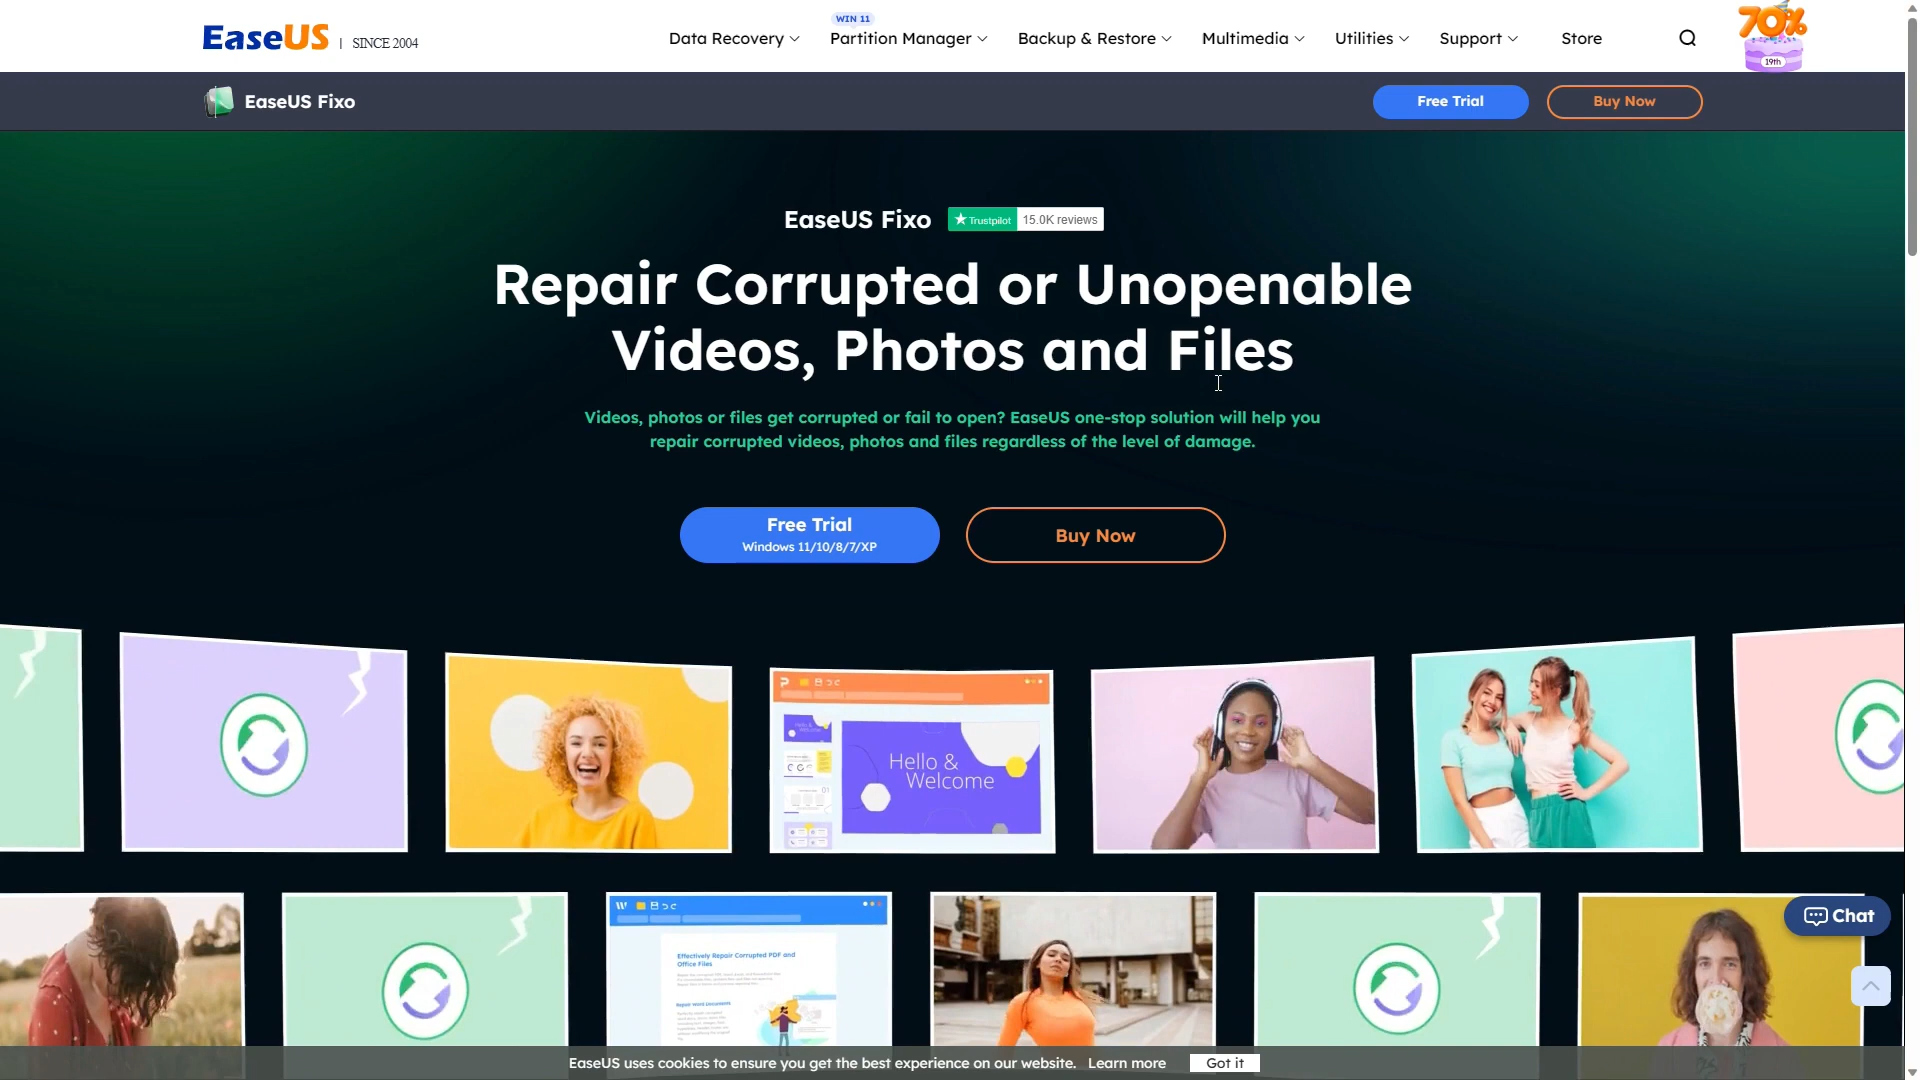 WIN 11
EaseUS | SINCE 2004
Data Recovery
Partition Manager
Backup & Restore
Multimedia
Utilities
Support
Store
70%
19th
EaseUS Fixo
Free Trial
Buy Now
EaseUS Fixo
Trustpilot 15.0K reviews
Repair Corrupted or Unopenable
Videos, Photos and Files
Videos, photos or files get corrupted or fail to open? EaseUS one-stop solution will help you
repair corrupted videos, photos and files regardless of the level of damage.
Free Trial
Windows 11/10/8/7/XP
Buy Now
Hello &
Welcome
Effectively Repair Corrupted PDF and
Office Files
Repair Word Documents
Chat
EaseUS uses cookies to ensure you get the best experience on our website. Learn more
Got it